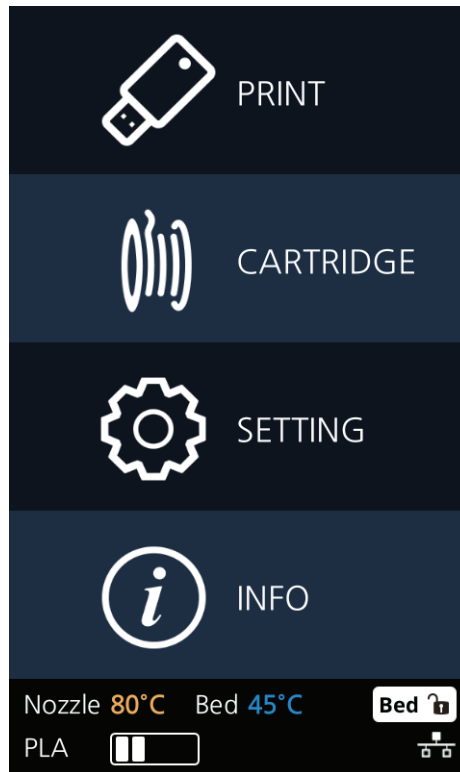 PRINT
CARTRIDGE
SETTING
INFO
Nozzle 80°C Bed 45°C Bed
PLA